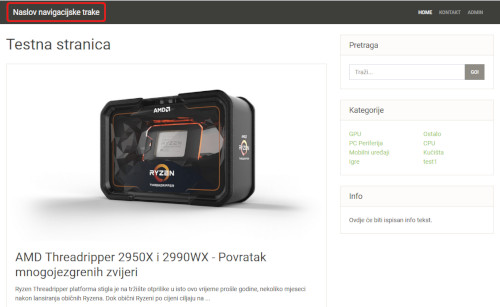 Naslov navigacijske trake
HOME KONTAKT ADMIN
Testna stranica
AMD
AMD
RYZEN
RYZEN
THREADRIPPER
AMD Threadripper 2950X i 2990WX - Povratak
mnogojezgrenih zvijeri
Ryzen Threadripper platforma stigla je na tržište otprilike u isto ovo vrijeme prošle godine, nekoliko mjeseci
nakon lansiranja običnih Ryzena. Dok obični Ryzeni po cijeni ciljaju na ...
Pretraga
Traži...
GO!
Kategorije
GPU
PC Periferija
Mobilni uređaji
Igre
Ostalo
CPU
Kućišta
test1
Info
Ovdje će biti ispisan info tekst.